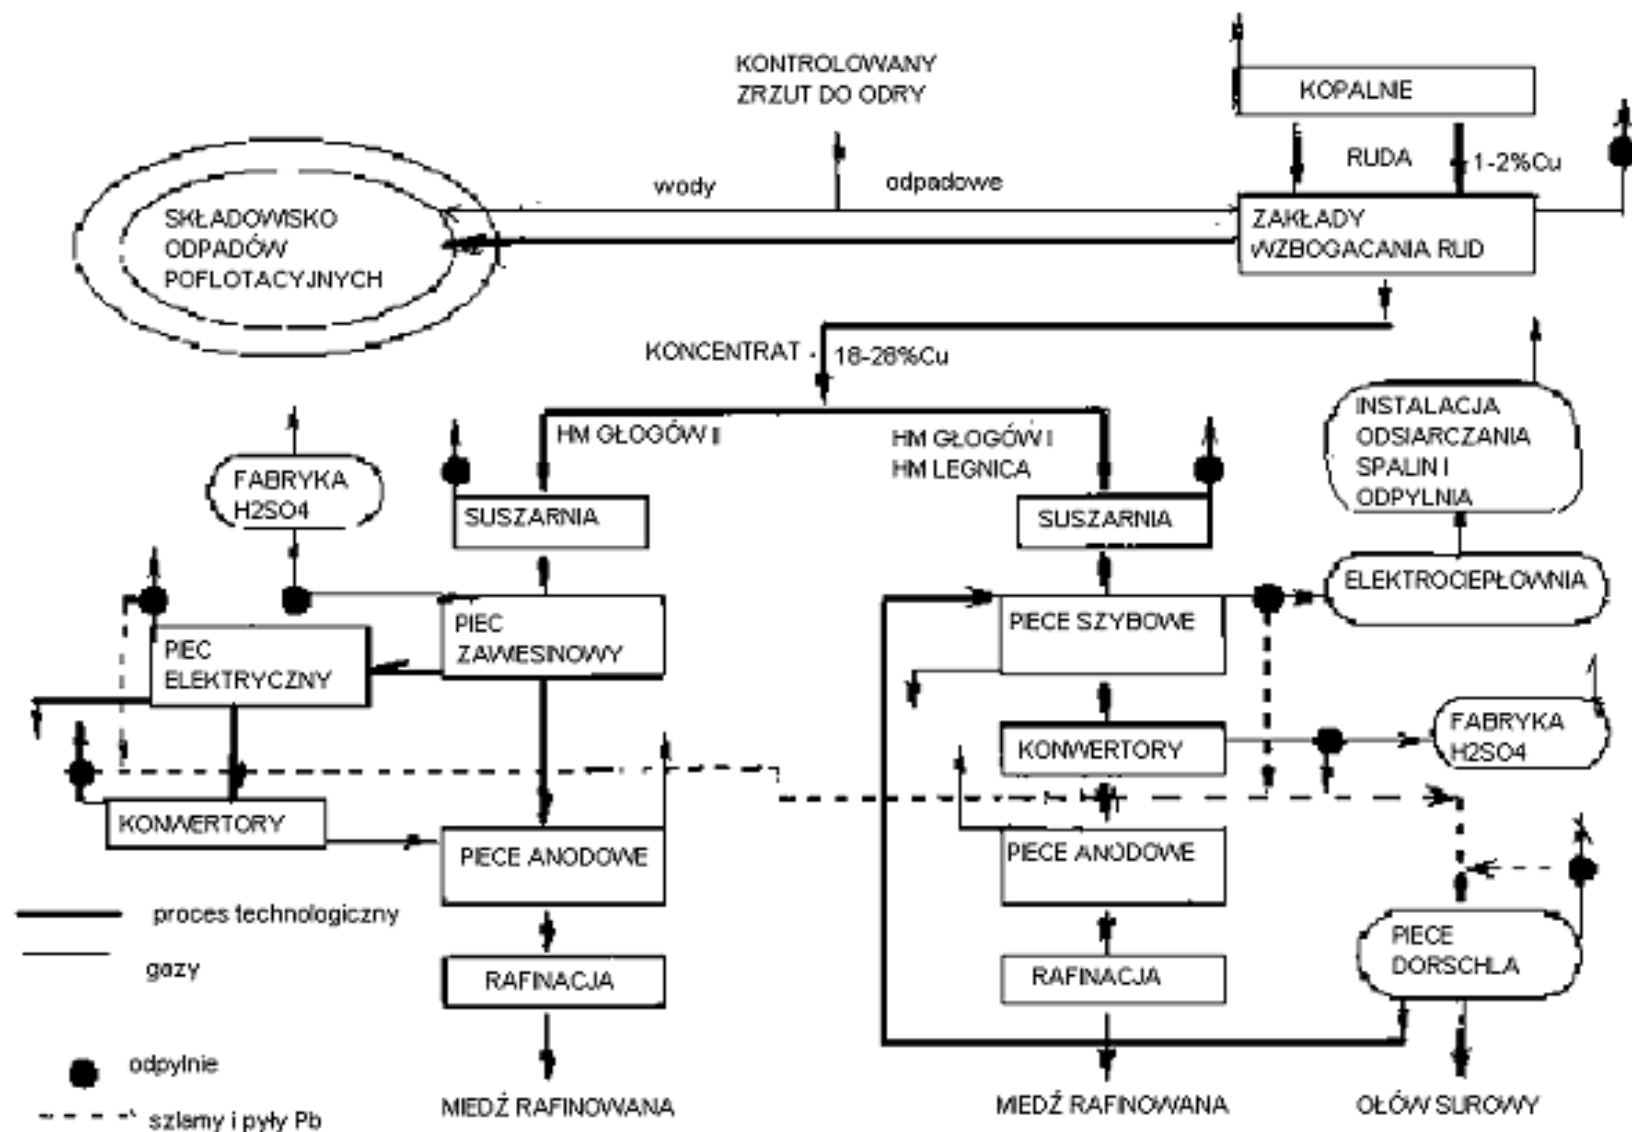 KONTROLOWANY
ZRZUT DO ODRY
KOPALNIE
RUDA
1-2%Cu
wody
odpadowe
SKŁADOWISKO
ODPADÓW
POFLOTACYJNYCH
ZAKŁADY
WZBOGACANIA RUD
KONCENTRAT
18-28%Cu
HM GŁOGÓW II
HM GŁOGÓW I
HM LEGNICA
INSTALACJA
ODSIARCZANIA
SPALIN I
ODPYLNIA
FABRYKA
H2SO4
SUSZARNIA
SUSZARNIA
ELEKTROCIEPŁOWNIA
PIEC
ZAWIESINOWY
PIECE SZYBOWE
PIEC
ELEKTRYCZNY
KONWERTORY
FABRYKA
H2SO4
KONWERTORY
PIECE ANODOWE
PIECE ANODOWE
proces technologiczny
gazy
PIECE
DORSCHLA
RAFINACJA
RAFINACJA
odpylnie
szlamy i pyły Pb
MIEDŹ RAFINOWANA
MIEDŹ RAFINOWANA
OŁÓW SUROWY